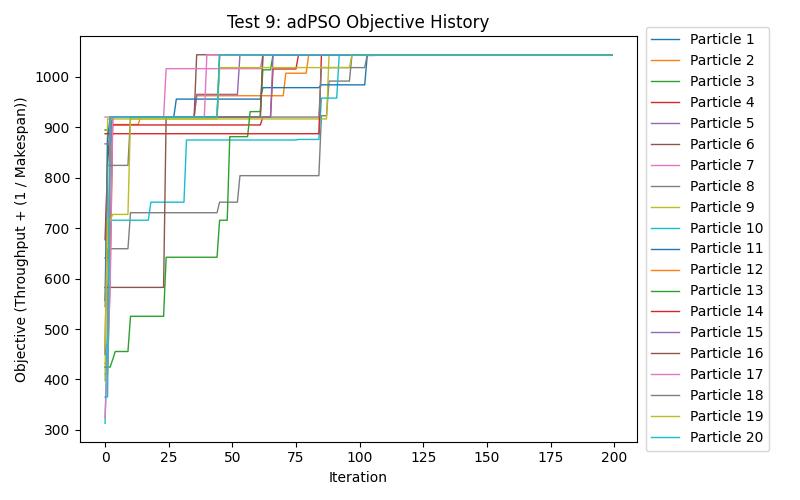 Test 9: adPSO Objective History
Objective (Throughput + (1 / Makespan))
1000
900
800
700
600
500
400
300
0
25
50
75
100
125
150
175
200
Iteration
Particle 1
Particle 2
Particle 3
Particle 4
Particle 5
Particle 6
Particle 7
Particle 8
Particle 9
Particle 10
Particle 11
Particle 12
Particle 13
Particle 14
Particle 15
Particle 16
Particle 17
Particle 18
Particle 19
Particle 20